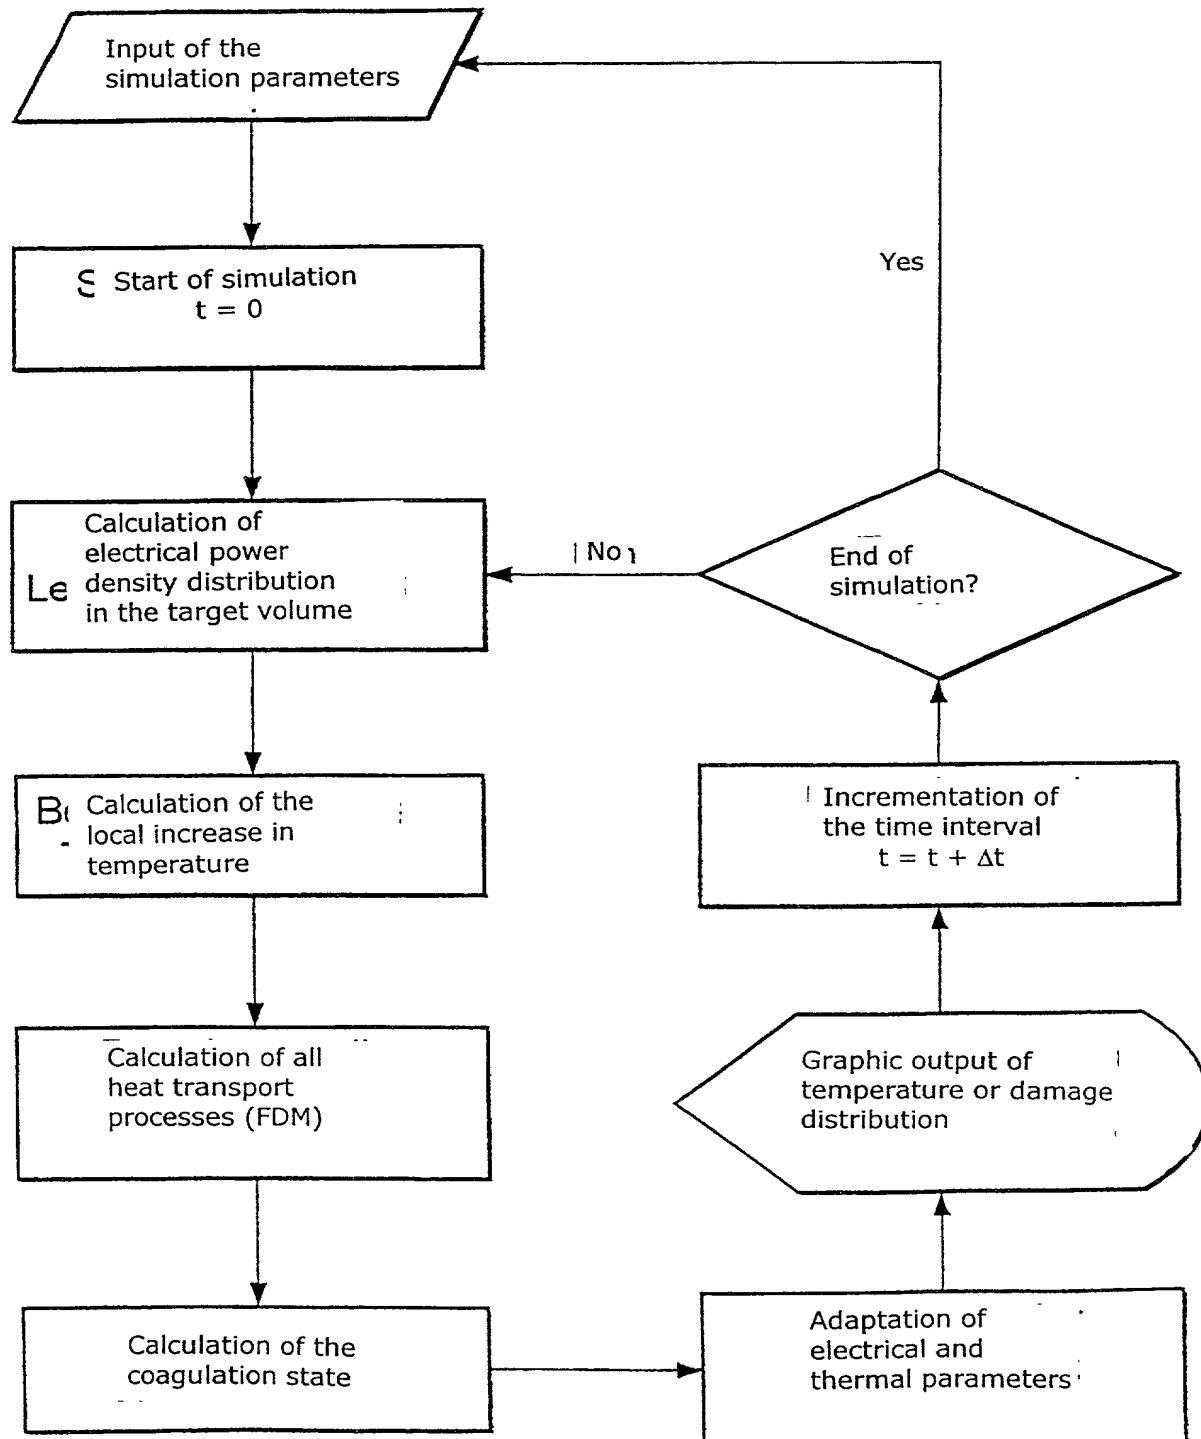 Input of the
simulation parameters
S Start of simulation
t = 0
Yes
Calculation of
electrical power
Le density distribution
in the target volume
No
End of
simulation?
B Calculation of the
local increase in
temperature
Incrementation of
the time interval
t = t + Δt
Calculation of all
heat transport
processes (FDM)
Graphic output of
temperature or damage
distribution
Calculation of the
coagulation state
Adaptation of
electrical and
thermal parameters